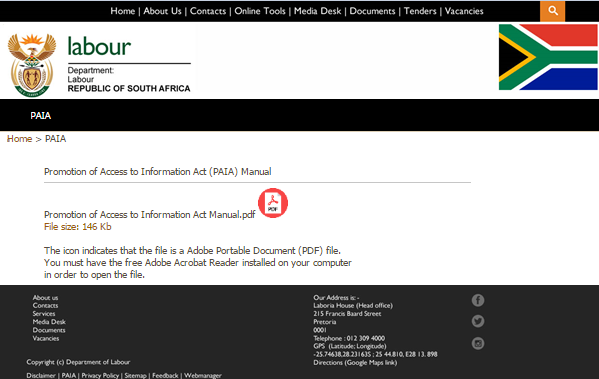 Home | About Us | Contacts | Online Tools | Media Desk | Documents | Tenders | Vacancies
labour
Department:
Labour
REPUBLIC OF SOUTH AFRICA
PAIA
Home > PAIA
Promotion of Access to Information Act (PAIA) Manual
Promotion of Access to Information Act Manual.pdf
PDF
File size: 146 Kb
The icon indicates that the file is a Adobe Portable Document (PDF) file.
You must have the free Adobe Acrobat Reader installed on your computer
in order to open the file.
About us
Contacts
Services
Media Desk
Documents
Vacancies
Copyright (c) Department of Labour
Disclaimer | PAIA | Privacy Policy | Sitemap | Feedback | Webmanager
Our Address is: -
Laboria House (Head office)
215 Francis Baard Street
Pretoria
0001
Telephone : 012 309 4000
GPS (Latitude; Longitude)
-25.74638,28.231635 ; 25 44.810, E28 13. 898
Directions (Google Maps link)